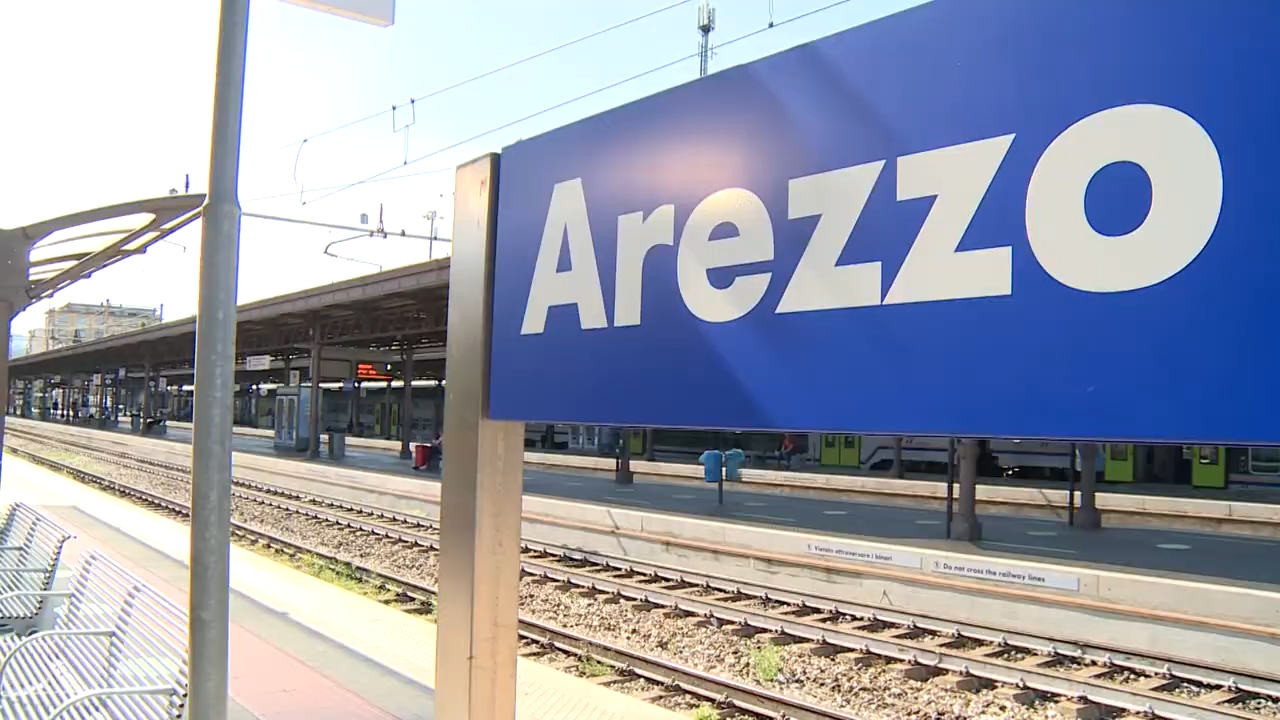 Arezzo
Vietato attraversare i binari
Do not cross the railway lines